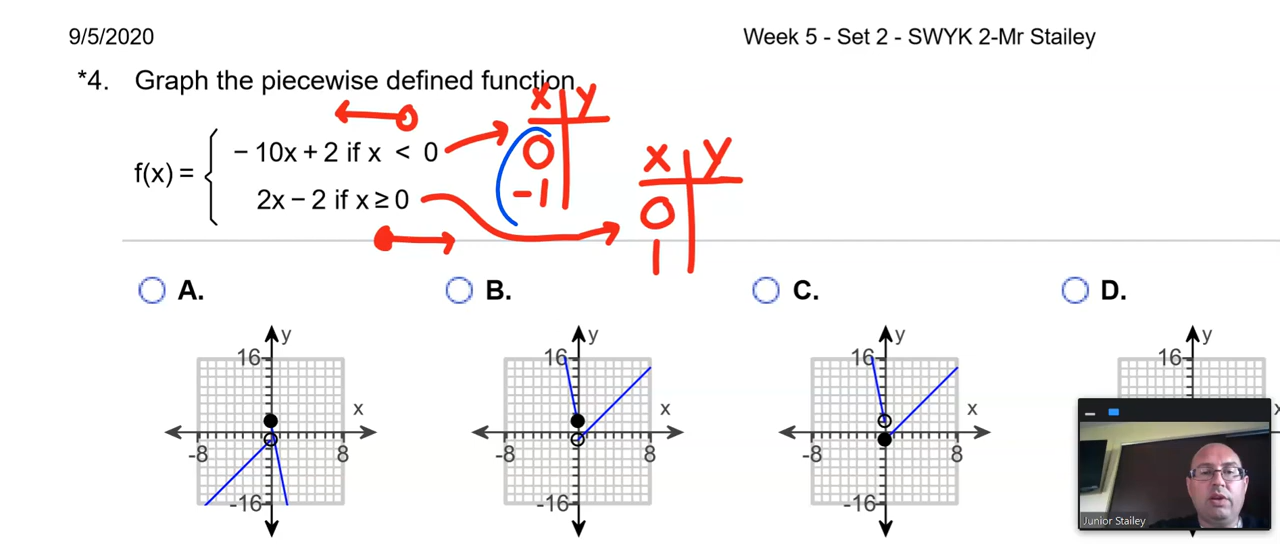 9/5/2020 Week 5 - Set 2 - SWYK 2-Mr Stailey
*4. Graph the piecewise defined function.
x y
f(x) = { − 10x + 2 if x < 0
0
-1
2x − 2 if x ≥ 0
x y
0
1
A. B. C. D.
y y y y
16 16 16 16
x x x x
-8 8 -8 8 -8 8
-16 -16 -16
Junior Stailey